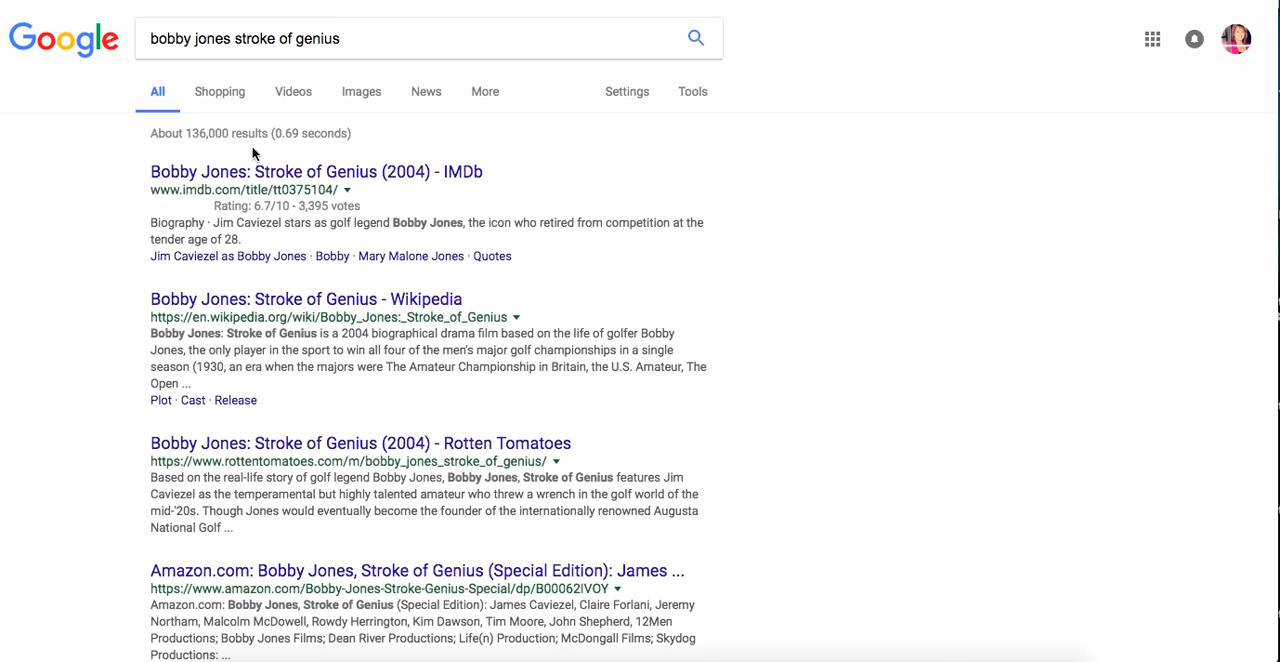 Google
bobby jones stroke of genius
All Shopping Videos Images News More Settings Tools
About 136,000 results (0.69 seconds)
Bobby Jones: Stroke of Genius (2004) - IMDb
www.imdb.com/title/tt0375104/
Rating: 6.7/10 - 3,395 votes
Biography · Jim Caviezel stars as golf legend Bobby Jones, the icon who retired from competition at the
tender age of 28.
Jim Caviezel as Bobby Jones · Bobby · Mary Malone Jones · Quotes
Bobby Jones: Stroke of Genius - Wikipedia
https://en.wikipedia.org/wiki/Bobby_Jones:_Stroke_of_Genius
Bobby Jones: Stroke of Genius is a 2004 biographical drama film based on the life of golfer Bobby
Jones, the only player in the sport to win all four of the men's major golf championships in a single
season (1930, an era when the majors were The Amateur Championship in Britain, the U.S. Amateur, The
Open ...
Plot · Cast · Release
Bobby Jones: Stroke of Genius (2004) - Rotten Tomatoes
https://www.rottentomatoes.com/m/bobby_jones_stroke_of_genius/
Based on the real-life story of golf legend Bobby Jones, Bobby Jones, Stroke of Genius features Jim
Caviezel as the temperamental but highly talented amateur who threw a wrench in the golf world of the
mid-'20s. Though Jones would eventually become the founder of the internationally renowned Augusta
National Golf ...
Amazon.com: Bobby Jones, Stroke of Genius (Special Edition): James ...
https://www.amazon.com/Bobby-Jones-Stroke-Genius-Special/dp/B00062IVOY
Amazon.com: Bobby Jones, Stroke of Genius (Special Edition): James Caviezel, Claire Forlani, Jeremy
Northam, Malcolm McDowell, Rowdy Herrington, Kim Dawson, Tim Moore, John Shepherd, 12Men
Productions; Bobby Jones Films; Dean River Productions; Life(n) Production; McDongall Films; Skydog
Productions: ...